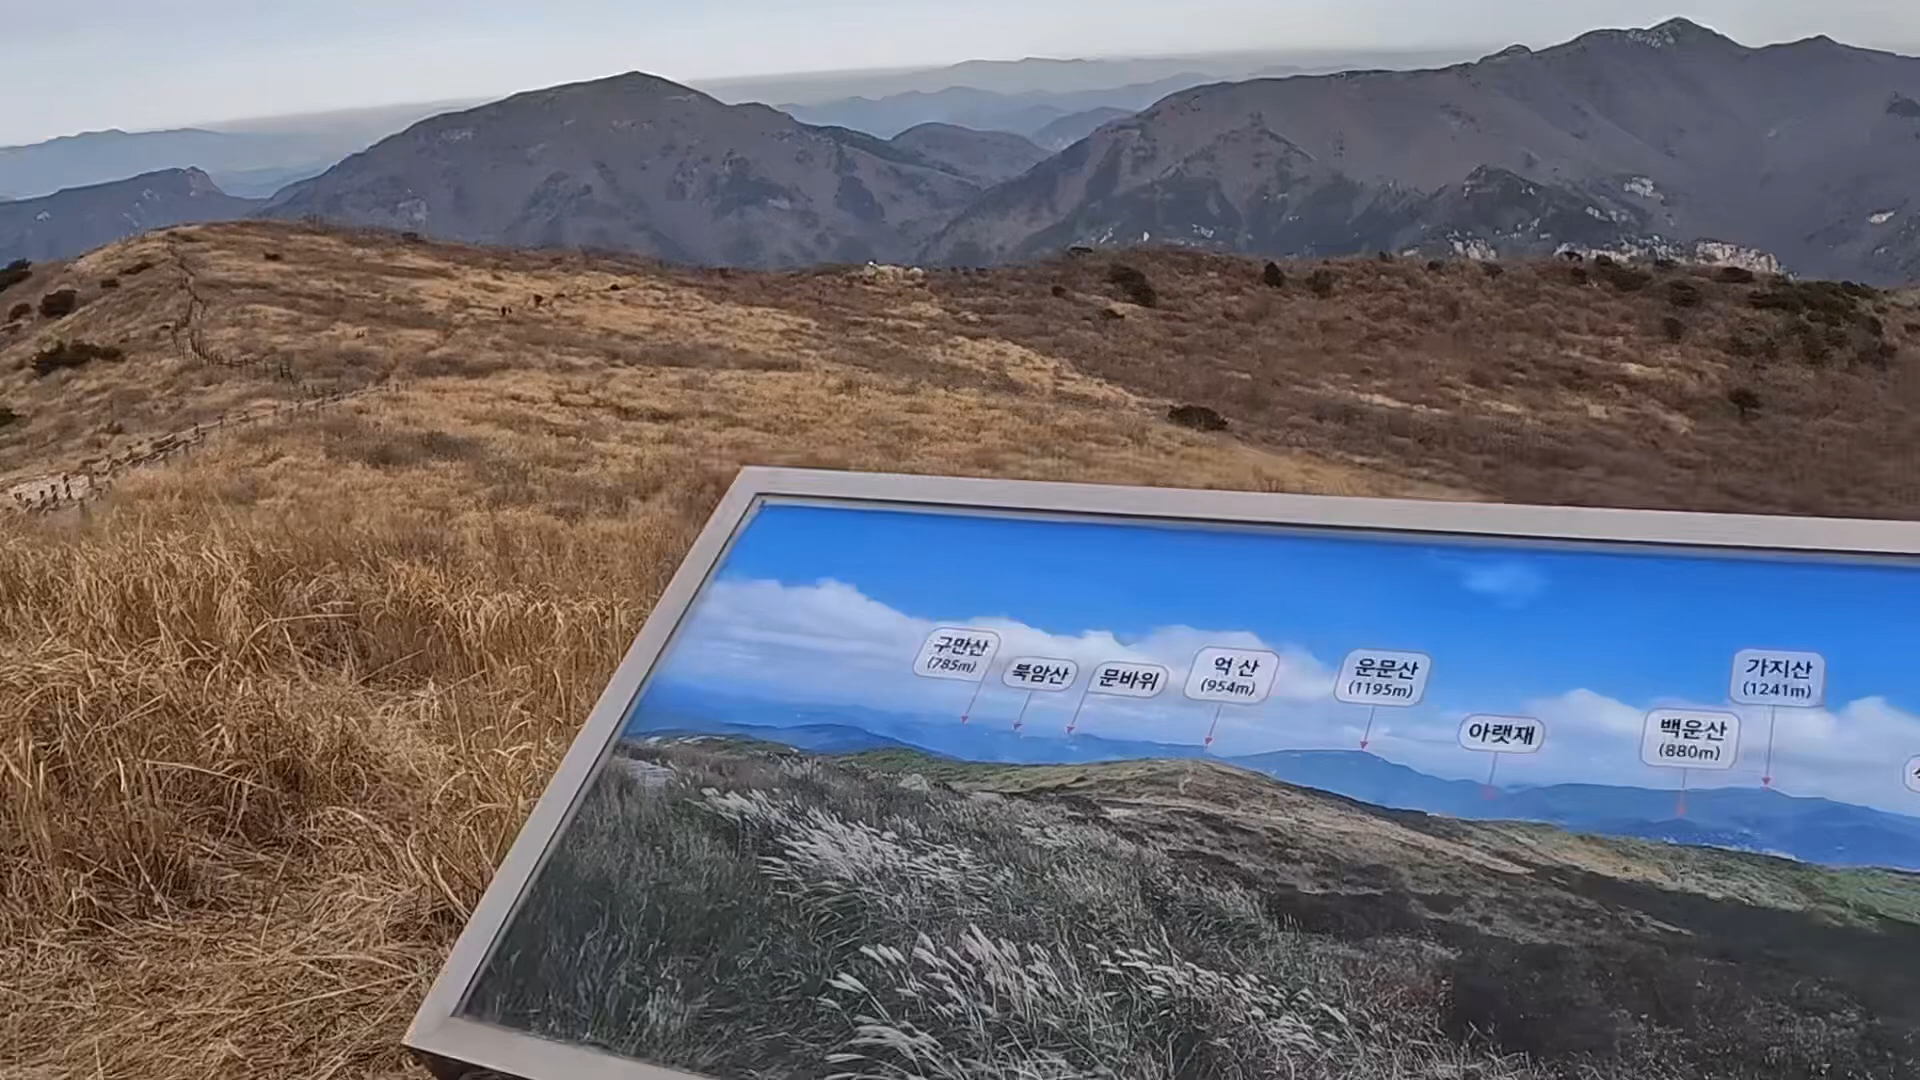 구만산
(785m)
북암산
문바위
억 산
(954m)
운문산
(1195m)
아랫재
백운산
(880m)
가지산
(1241m)